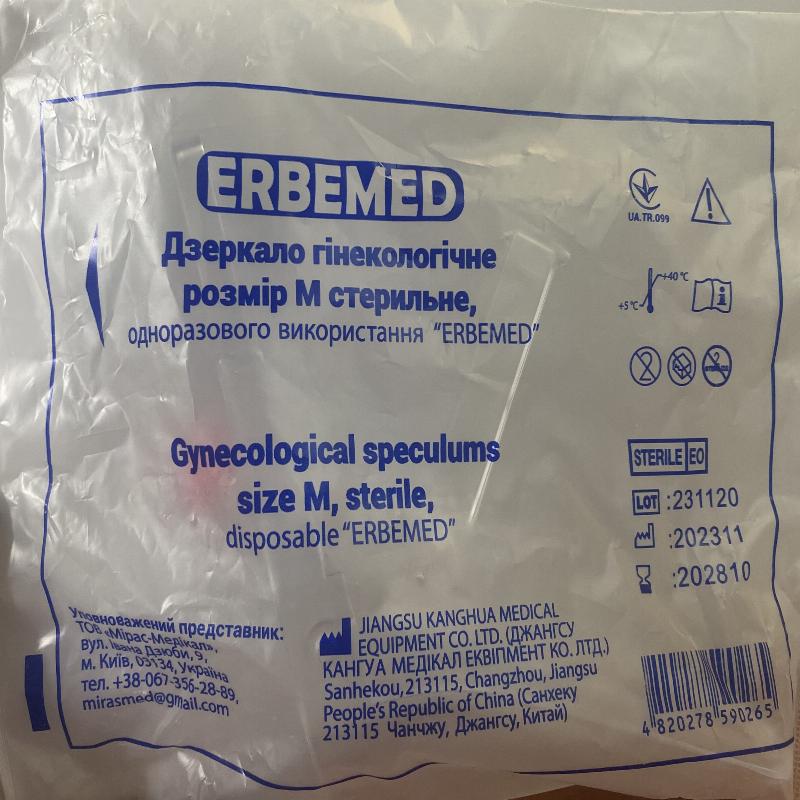 ERBEMED
Дзеркало гінекологічне
розмір М стерильне,
одноразового використання "ERBEMED"
Gynecological speculums
size M, sterile,
disposable "ERBEMED"
UA.TR.099
+5°C +40 °C
STERILE EO
LOT :231120
:202311
:202810
Уповноважений представник:
ТОВ «Мірас-Медікал»,
вул. Івана Дзюби, 9,
м. Київ, 03134, Україна
тел. +38-067-356-28-89,
mirasmed@gmail.com
JIANGSU KANGHUA MEDICAL
EQUIPMENT CO. LTD. (ДЖАНГСУ
КАНГУА МЕДІКАЛ ЕКВІПМЕНТ КО. ЛТД.)
Sanhekou,213115, Changzhou, Jiangsu
People's Republic of China (Санхеку
213115 Чанчжу, Джангсу, Китай)
4 820278 590265